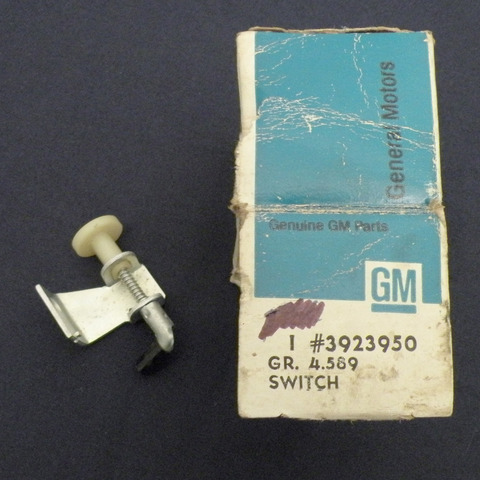 General Motors
Genuine GM Parts
GM
1 #3923950
GR. 4.589
SWITCH